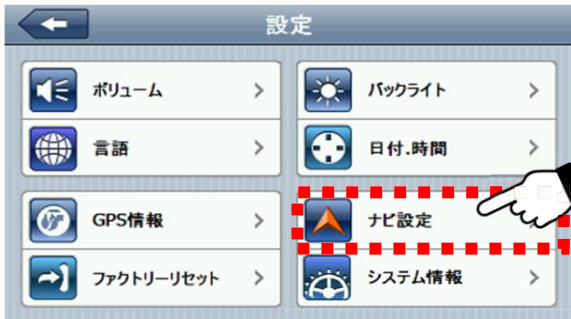 設定
ボリューム
バックライト
言語
日付.時間
GPS情報
ナビ設定
ファクトリーリセット
システム情報